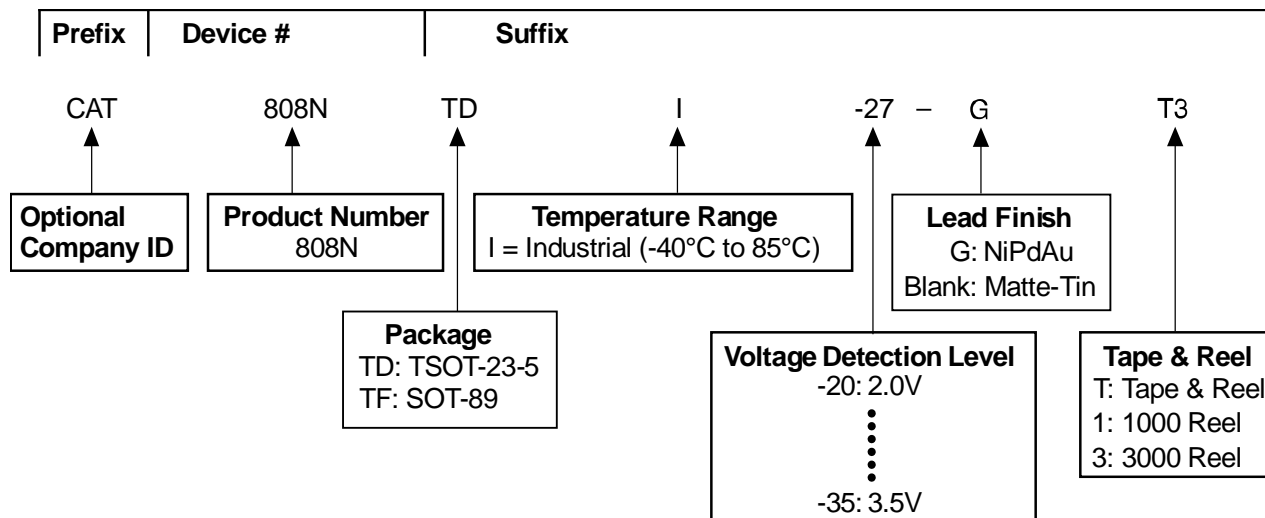 Prefix Device # Suffix
CAT 808N TD I -27 – G T3
Optional
Company ID
Product Number
808N
Temperature Range
I = Industrial (-40°C to 85°C)
Lead Finish
G: NiPdAu
Blank: Matte-Tin
Package
TD: TSOT-23-5
TF: SOT-89
Voltage Detection Level
-20: 2.0V
-35: 3.5V
Tape & Reel
T: Tape & Reel
1: 1000 Reel
3: 3000 Reel